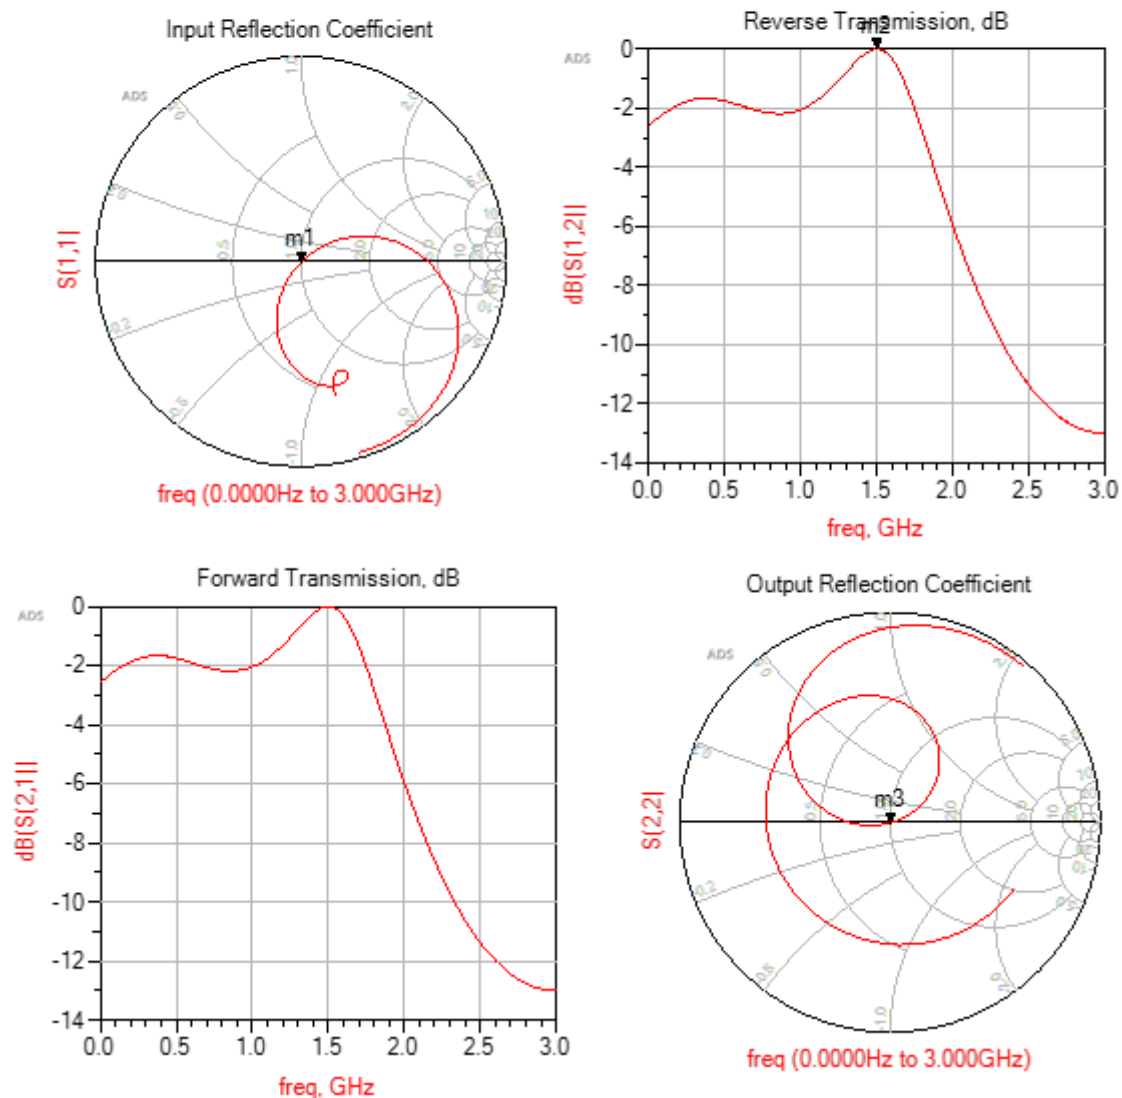 Input Reflection Coefficient
ADS
m1
S(1,1)
freq (0.0000Hz to 3.000GHz)
Reverse Transmission, dB
ADS
m2
dB(S(1,2))
0
-2
-4
-6
-8
-10
-12
-14
0.0 0.5 1.0 1.5 2.0 2.5 3.0
freq, GHz
Forward Transmission, dB
ADS
dB(S(2,1))
0
-2
-4
-6
-8
-10
-12
-14
0.0 0.5 1.0 1.5 2.0 2.5 3.0
freq, GHz
Output Reflection Coefficient
ADS
m3
S(2,2)
freq (0.0000Hz to 3.000GHz)